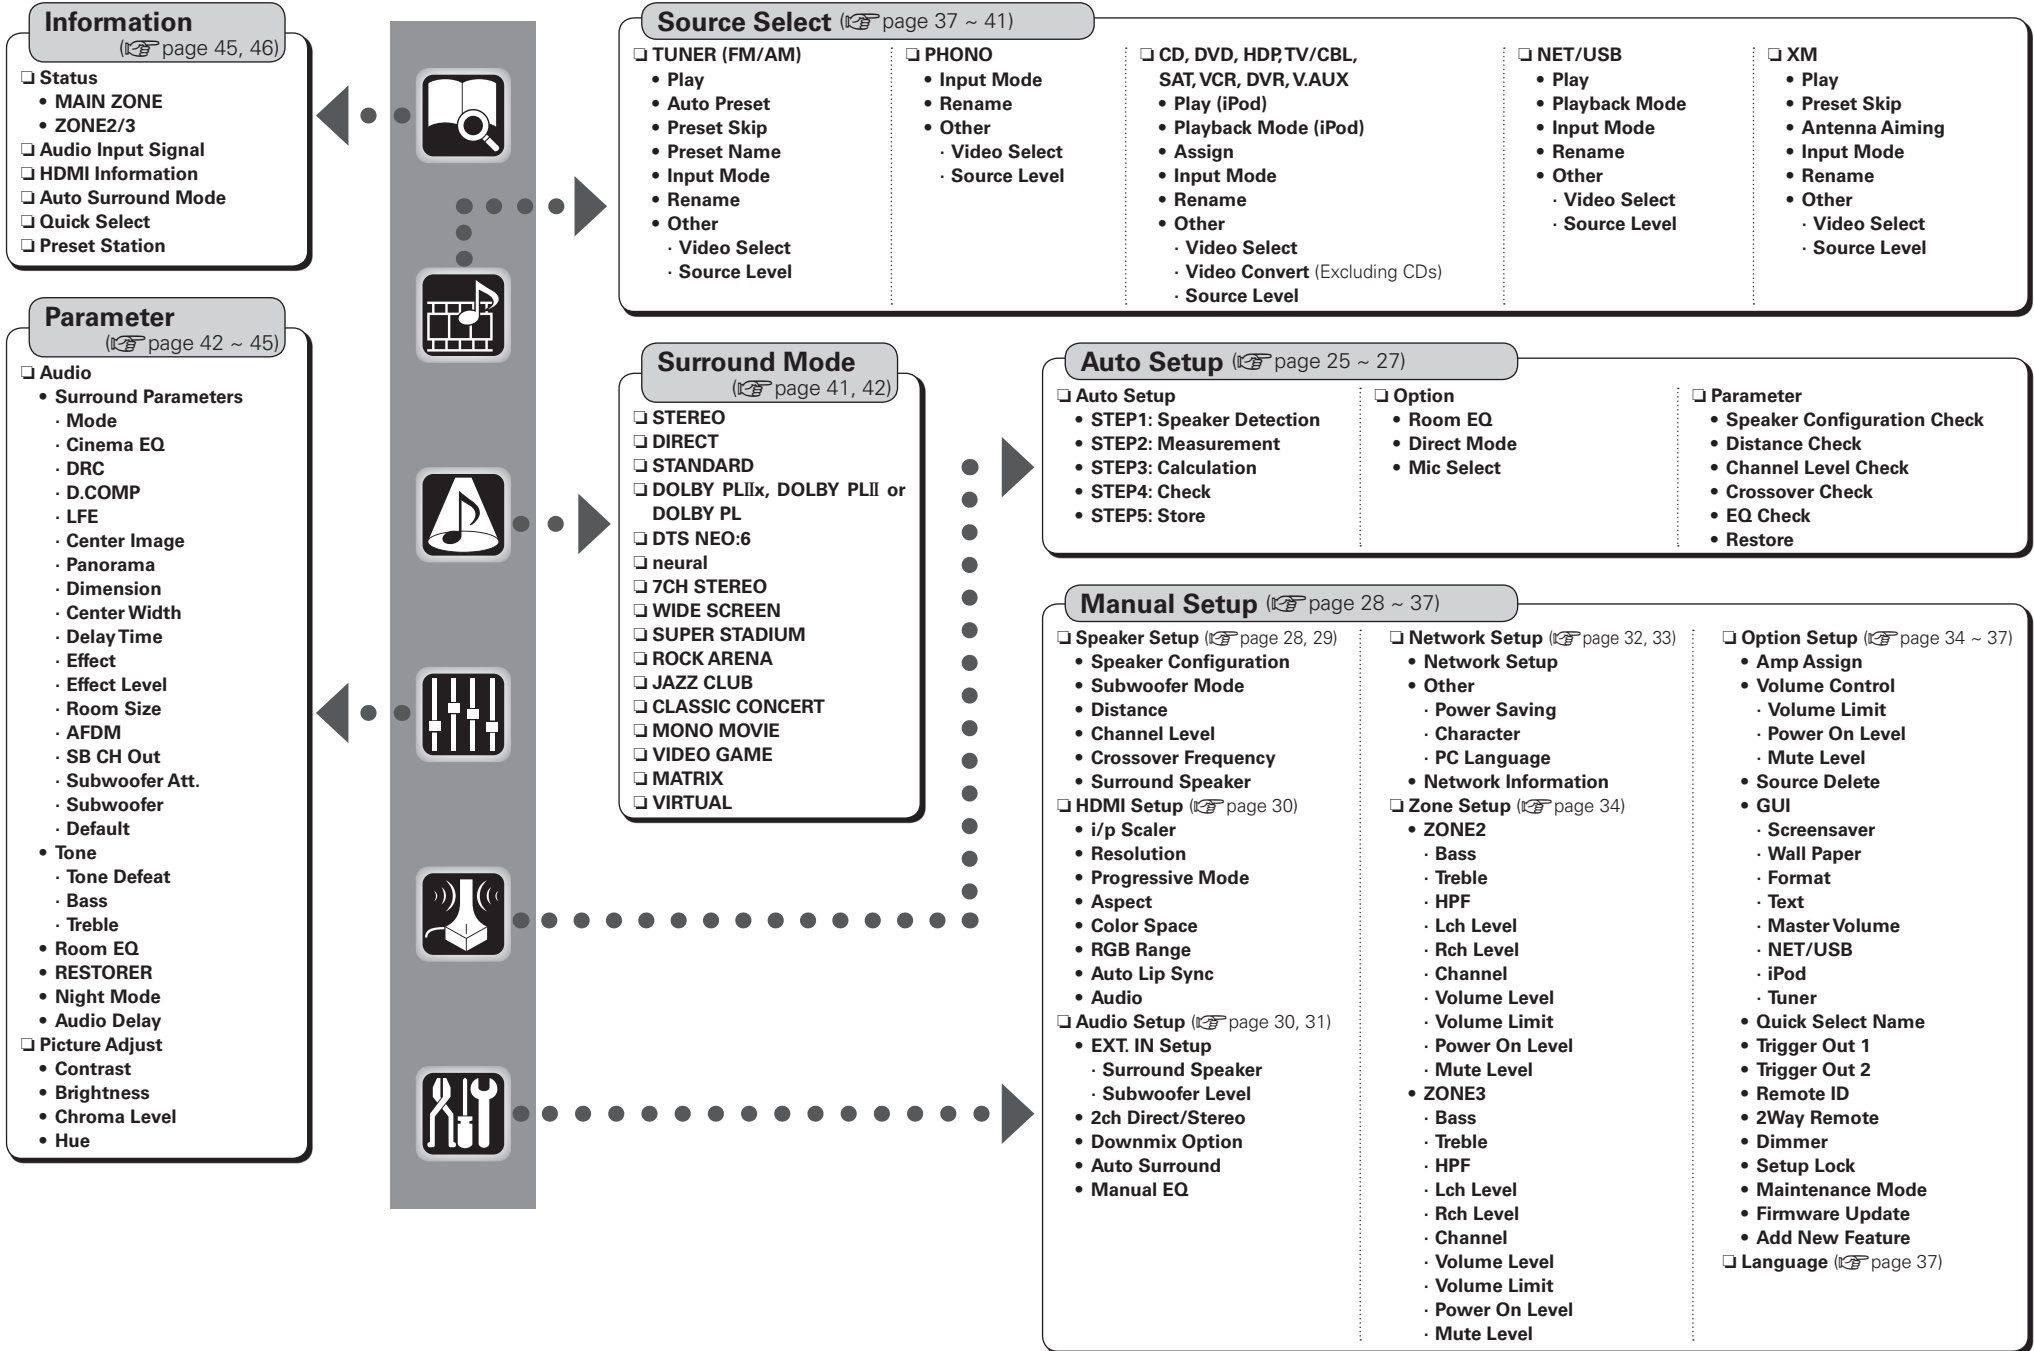 Information
(☞page 45, 46)
❏ Status
• MAIN ZONE
• ZONE2/3
❏ Audio Input Signal
❏ HDMI Information
❏ Auto Surround Mode
❏ Quick Select
❏ Preset Station
Parameter
(☞page 42 ~ 45)
❏ Audio
• Surround Parameters
· Mode
· Cinema EQ
· DRC
· D.COMP
· LFE
· Center Image
· Panorama
· Dimension
· Center Width
· Delay Time
· Effect
· Effect Level
· Room Size
· AFDM
· SB CH Out
· Subwoofer Att.
· Subwoofer
· Default
• Tone
· Tone Defeat
· Bass
· Treble
• Room EQ
• RESTORER
• Night Mode
• Audio Delay
❏ Picture Adjust
• Contrast
• Brightness
• Chroma Level
• Hue
Source Select (☞page 37 ~ 41)
❏ TUNER (FM/AM)
• Play
• Auto Preset
• Preset Skip
• Preset Name
• Input Mode
• Rename
• Other
· Video Select
· Source Level
❏ PHONO
• Input Mode
• Rename
• Other
· Video Select
· Source Level
❏ CD, DVD, HDP, TV/CBL,
SAT, VCR, DVR, V.AUX
• Play (iPod)
• Playback Mode (iPod)
• Assign
• Input Mode
• Rename
• Other
· Video Select
· Video Convert (Excluding CDs)
· Source Level
❏ NET/USB
• Play
• Playback Mode
• Input Mode
• Rename
• Other
· Video Select
· Source Level
❏ XM
• Play
• Preset Skip
• Antenna Aiming
• Input Mode
• Rename
• Other
· Video Select
· Source Level
Surround Mode
(☞page 41, 42)
❏ STEREO
❏ DIRECT
❏ STANDARD
❏ DOLBY PLIIx, DOLBY PLII or
DOLBY PL
❏ DTS NEO:6
❏ neural
❏ 7CH STEREO
❏ WIDE SCREEN
❏ SUPER STADIUM
❏ ROCK ARENA
❏ JAZZ CLUB
❏ CLASSIC CONCERT
❏ MONO MOVIE
❏ VIDEO GAME
❏ MATRIX
❏ VIRTUAL
Auto Setup (☞page 25 ~ 27)
❏ Auto Setup
• STEP1: Speaker Detection
• STEP2: Measurement
• STEP3: Calculation
• STEP4: Check
• STEP5: Store
❏ Option
• Room EQ
• Direct Mode
• Mic Select
❏ Parameter
• Speaker Configuration Check
• Distance Check
• Channel Level Check
• Crossover Check
• EQ Check
• Restore
Manual Setup (☞page 28 ~ 37)
❏ Speaker Setup (☞page 28, 29)
• Speaker Configuration
• Subwoofer Mode
• Distance
• Channel Level
• Crossover Frequency
• Surround Speaker
❏ HDMI Setup (☞page 30)
• i/p Scaler
• Resolution
• Progressive Mode
• Aspect
• Color Space
• RGB Range
• Auto Lip Sync
• Audio
❏ Audio Setup (☞page 30, 31)
• EXT. IN Setup
· Surround Speaker
· Subwoofer Level
• 2ch Direct/Stereo
• Downmix Option
• Auto Surround
• Manual EQ
❏ Network Setup (☞page 32, 33)
• Network Setup
• Other
· Power Saving
· Character
· PC Language
• Network Information
❏ Zone Setup (☞page 34)
• ZONE2
· Bass
· Treble
· HPF
· Lch Level
· Rch Level
· Channel
· Volume Level
· Volume Limit
· Power On Level
· Mute Level
• ZONE3
· Bass
· Treble
· HPF
· Lch Level
· Rch Level
· Channel
· Volume Level
· Volume Limit
· Power On Level
· Mute Level
❏ Option Setup (☞page 34 ~ 37)
• Amp Assign
• Volume Control
· Volume Limit
· Power On Level
· Mute Level
• Source Delete
• GUI
· Screensaver
· Wall Paper
· Format
· Text
· Master Volume
· NET/USB
· iPod
· Tuner
• Quick Select Name
• Trigger Out 1
• Trigger Out 2
• Remote ID
• 2Way Remote
• Dimmer
• Setup Lock
• Maintenance Mode
• Firmware Update
• Add New Feature
❏ Language (☞page 37)